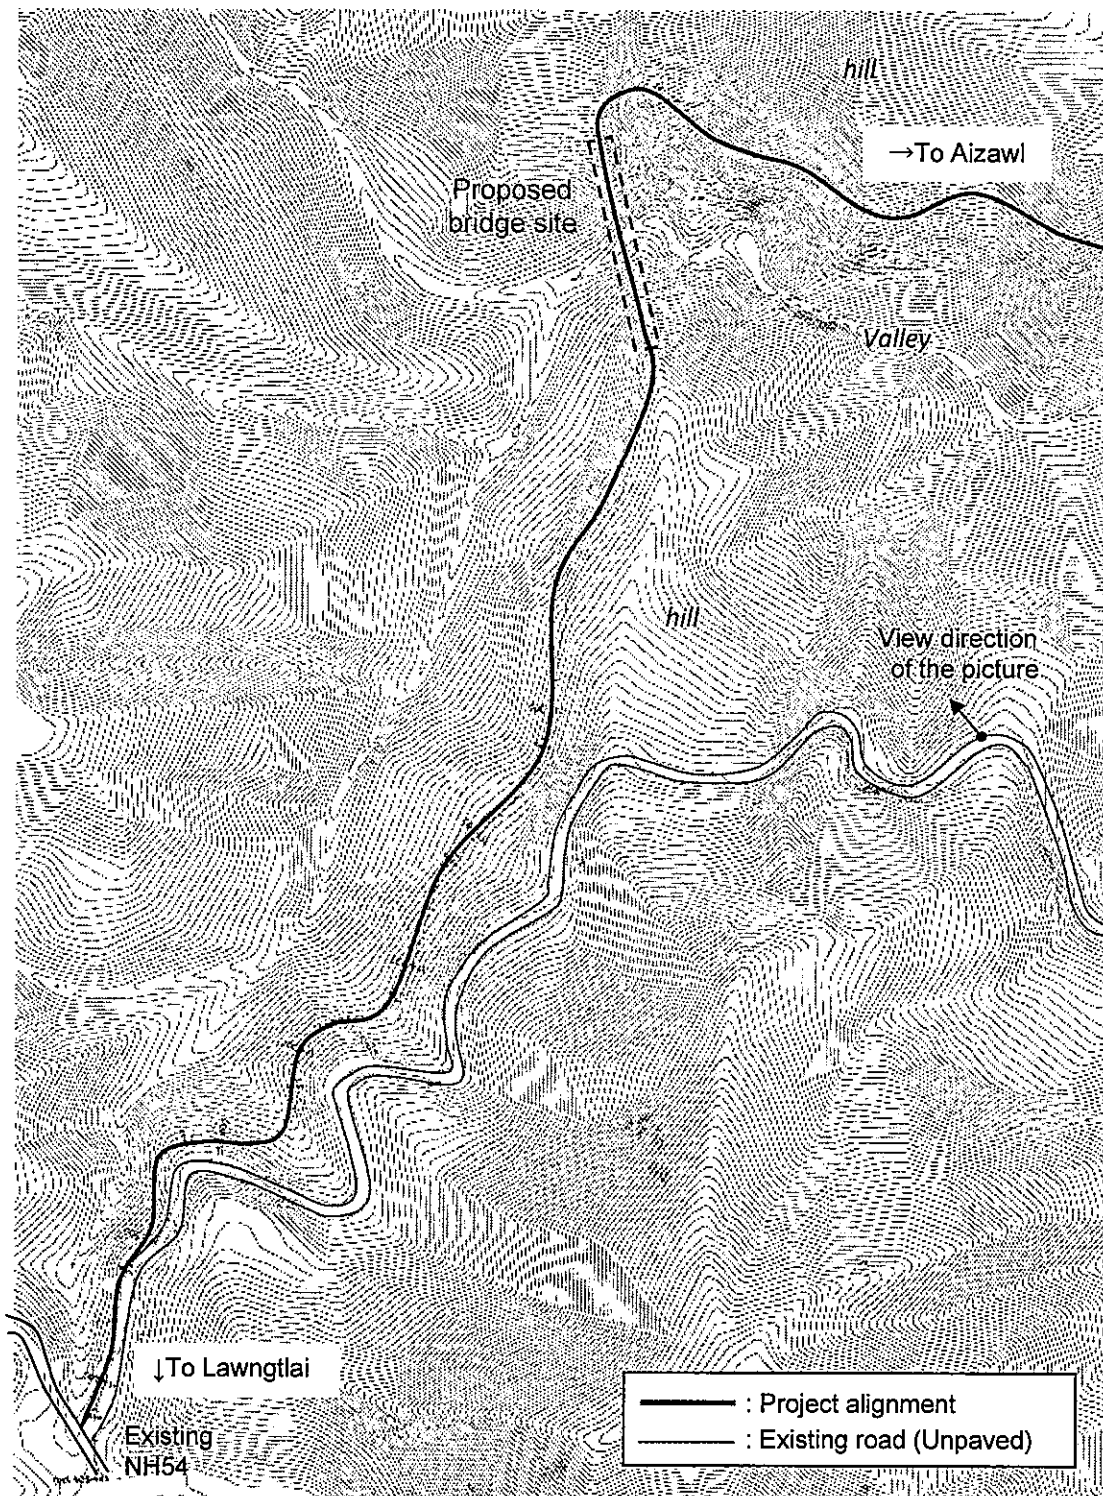 hill
→To Aizawl
Proposed
bridge site
Valley
hill
View direction
of the picture
↓To Lawngtlai
Existing
NH54
: Project alignment
: Existing road (Unpaved)